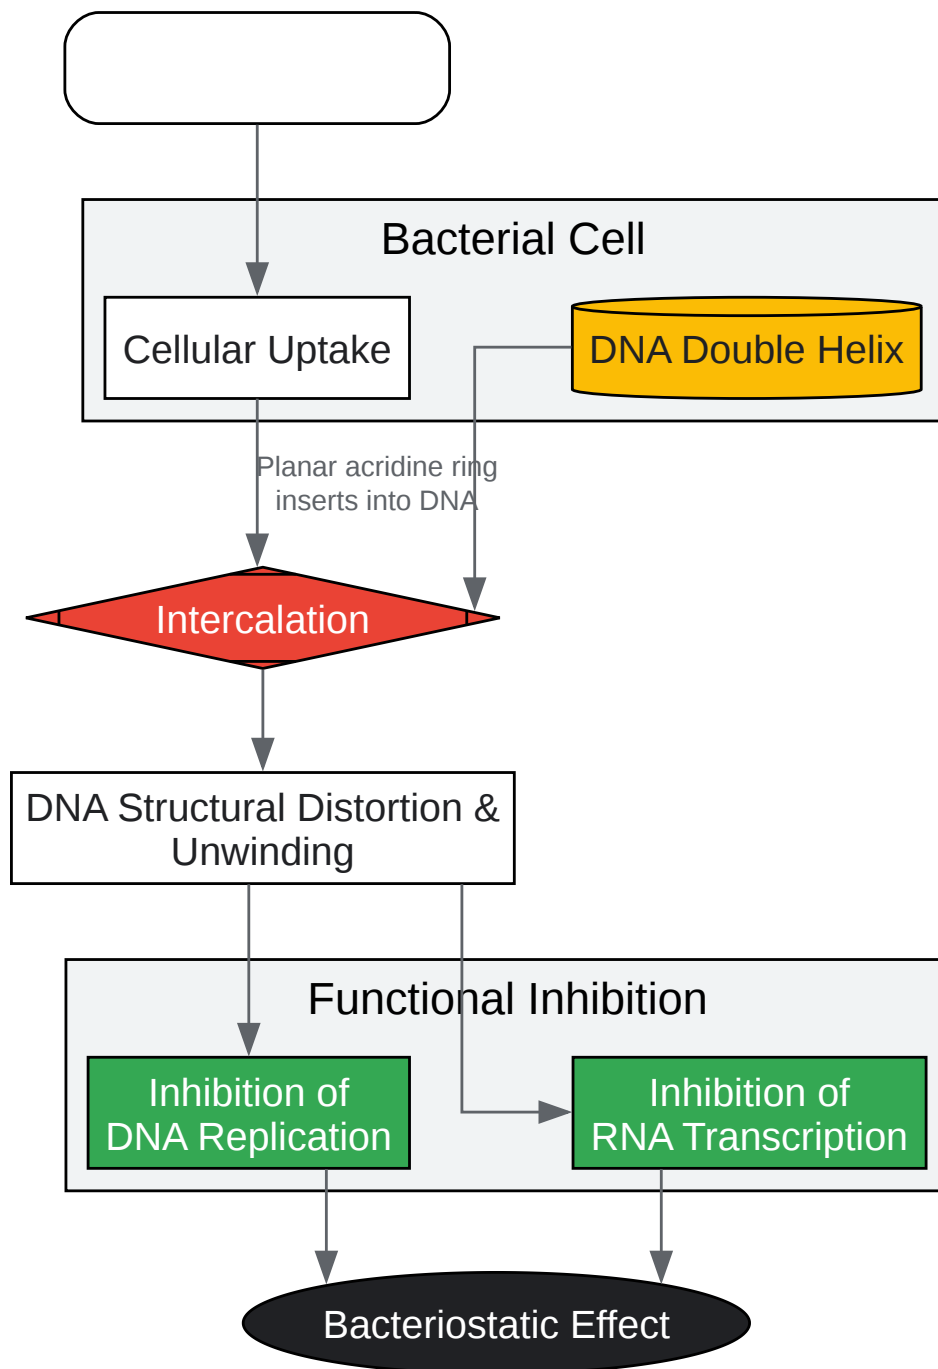 Bacterial Cell
Cellular Uptake
DNA Double Helix
Planar acridine ring
inserts into DNA
Intercalation
DNA Structural Distortion &
Unwinding
Functional Inhibition
Inhibition of
DNA Replication
Inhibition of
RNA Transcription
Bacteriostatic Effect